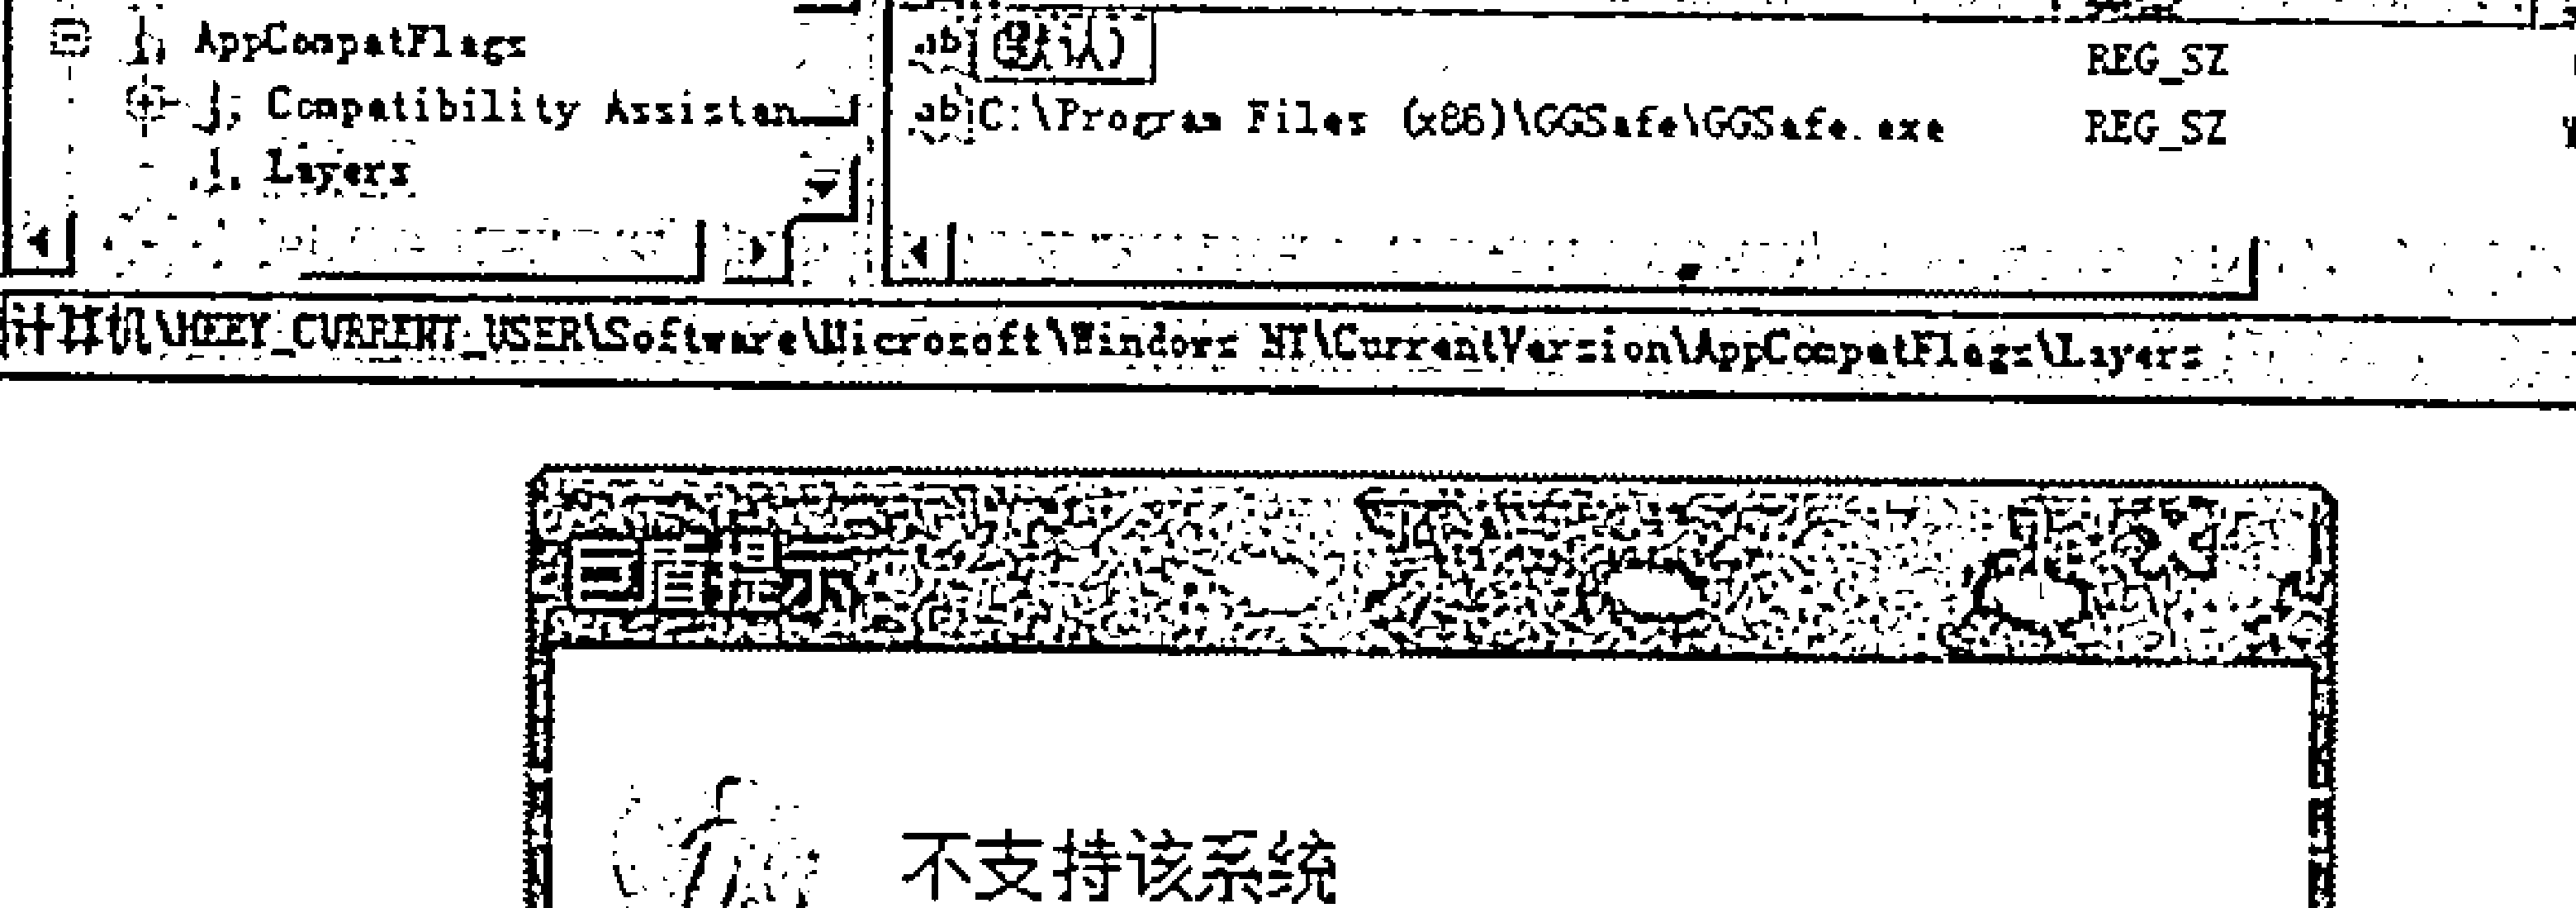 AppCompatFlags
Compatibility Assistan
Layers
(默认)
REG_SZ
C:\Program Files (x86)\GGSafe\GGSafe.exe
REG_SZ
计算机\HKEY_CURRENT_USER\Software\Microsoft\Windows NT\CurrentVersion\AppCompatFlags\Layers
巨盾提示
不支持该系统